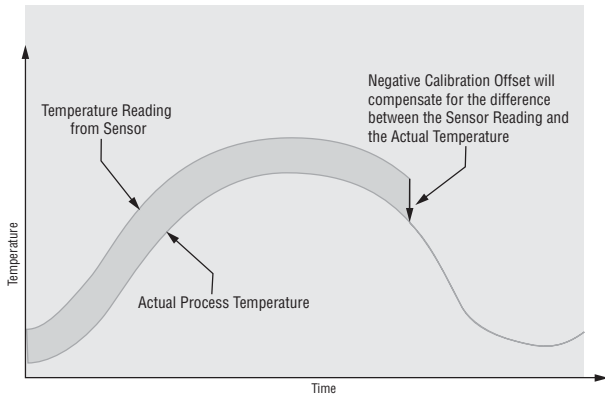 Negative Calibration Offset will
compensate for the difference
between the Sensor Reading and
the Actual Temperature
Temperature Reading
from Sensor
Actual Process Temperature
Temperature
Time